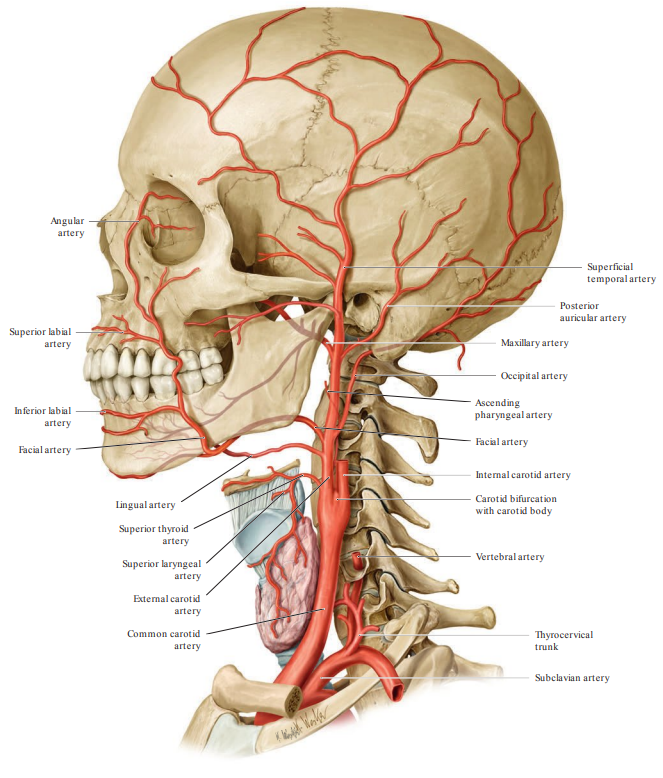 Angular
artery
Superior labial
artery
Inferior labial
artery
Facial artery
Lingual artery
Superior thyroid
artery
Superior laryngeal
artery
External carotid
artery
Common carotid
artery
Superficial
temporal artery
Posterior
auricular artery
Maxillary artery
Occipital artery
Ascending
pharyngeal artery
Facial artery
Internal carotid artery
Carotid bifurcation
with carotid body
Vertebral artery
Thyrocervical
trunk
Subclavian artery